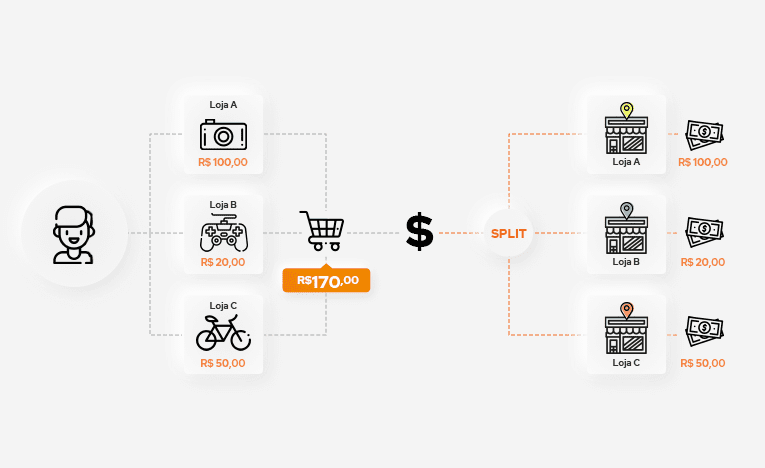 Loja A
R$ 100,00
Loja B
R$ 20,00
Loja C
R$ 50,00
R$170,00
$
SPLIT
Loja A
R$ 100,00
Loja B
R$ 20,00
Loja C
R$ 50,00